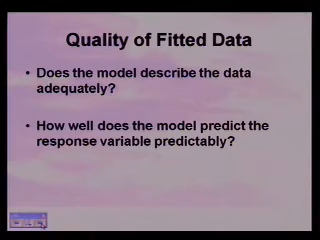 Quality of Fitted Data
• Does the model describe the data
adequately?
• How well does the model predict the
response variable predictably?